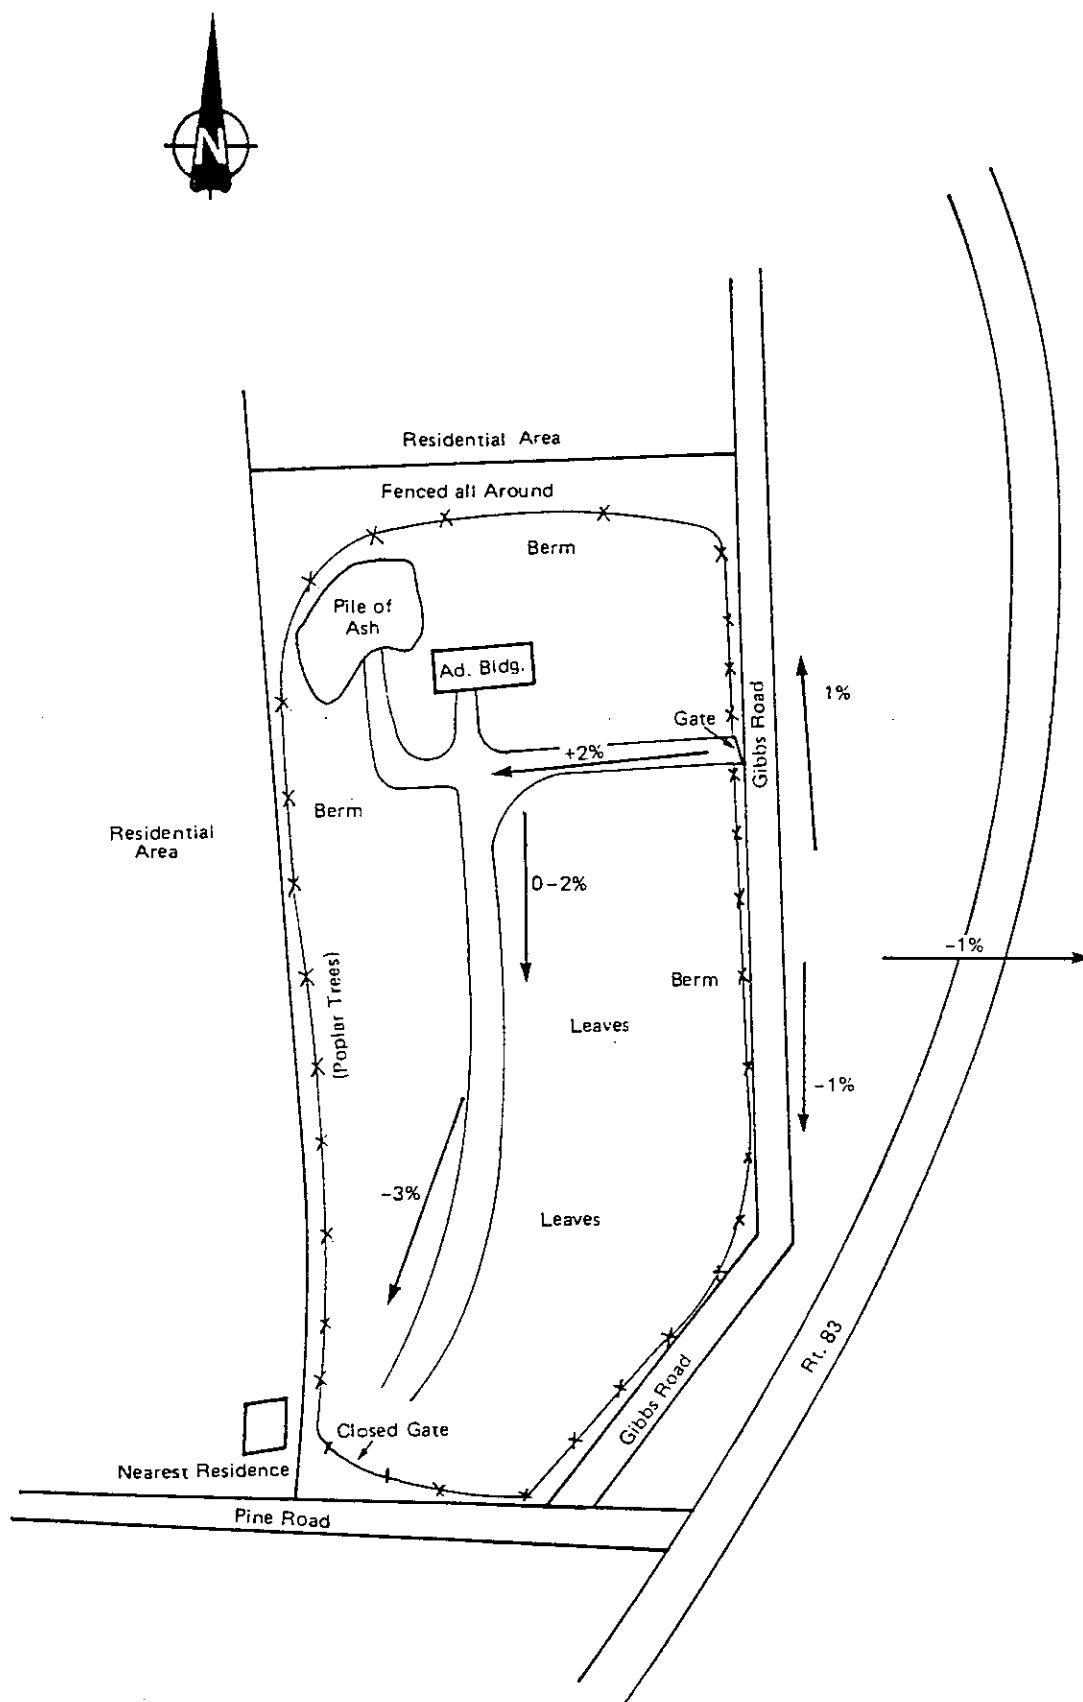 N
Residential Area
Fenced all Around
Berm
Pile of
Ash
Ad. Bldg.
Gate
Gibbs Road
1%
+2%
Berm
Residential
Area
0-2%
-1%
(Poplar Trees)
Berm
Leaves
-1%
-3%
Leaves
Rt. 83
Gibbs Road
Closed Gate
Nearest Residence
Pine Road